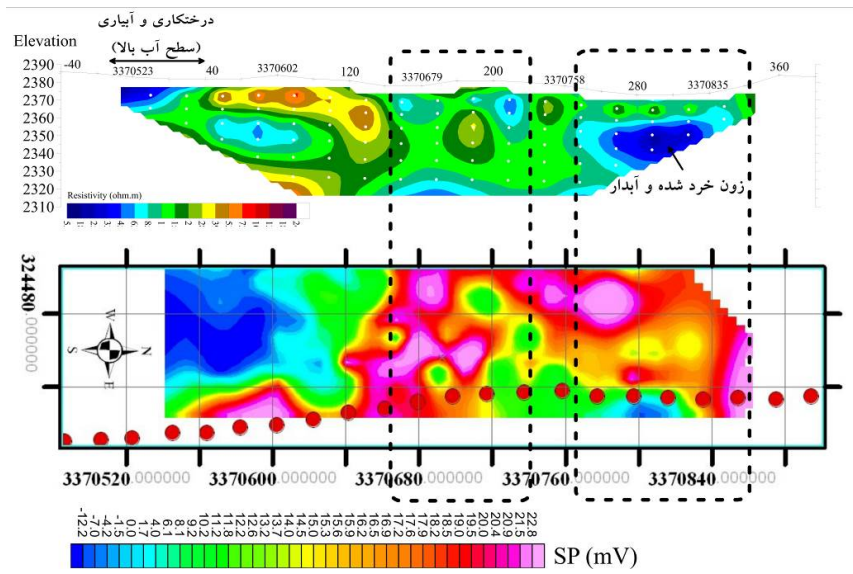 درختکاری و آبیاری
(سطح آب بالا)
Elevation
-40 3370523 40 3370602 120 3370679 200 3370758 280 3370835 360
2390
2380
2370
2360
2350
2340
2330
2320
2310
زون خرد شده و آبدار
Resistivity (ohm.m)
324480.000000
W
S N
E
3370520.000000 3370600.000000 3370680.000000 3370760.000000 3370840.000000
-12.2 -7.0 -4.2 -1.5 0.0 1.7 4.0 6.1 8.1 9.2 10.2 11.2 11.8 12.2 12.8 13.2 13.7 14.0 14.5 15.0 15.5 15.9 16.3 16.9 17.2 17.6 18.5 19.0 19.5 20.0 20.4 20.9 21.5 22.8
SP (mV)